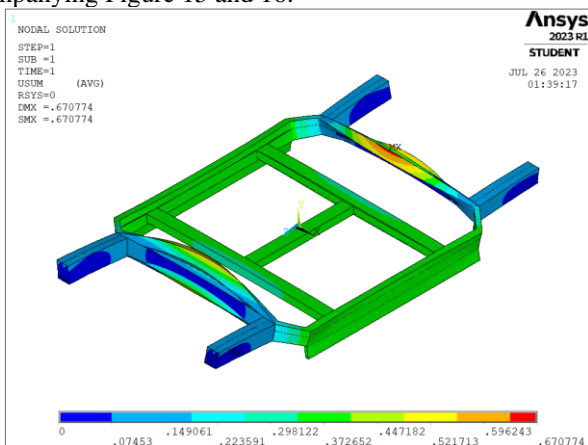 companying Figure 15 and 16.
1
NODAL SOLUTION
STEP=1
SUB =1
TIME=1
USUM (AVG)
RSYS=0
DMX =.670774
SMX =.670774
Ansys
2023 R1
STUDENT
JUL 26 2023
01:39:17
MX
Y
Z X
0 .149061 .298122 .447182 .596243
.07453 .223591 .372652 .521713 .670774